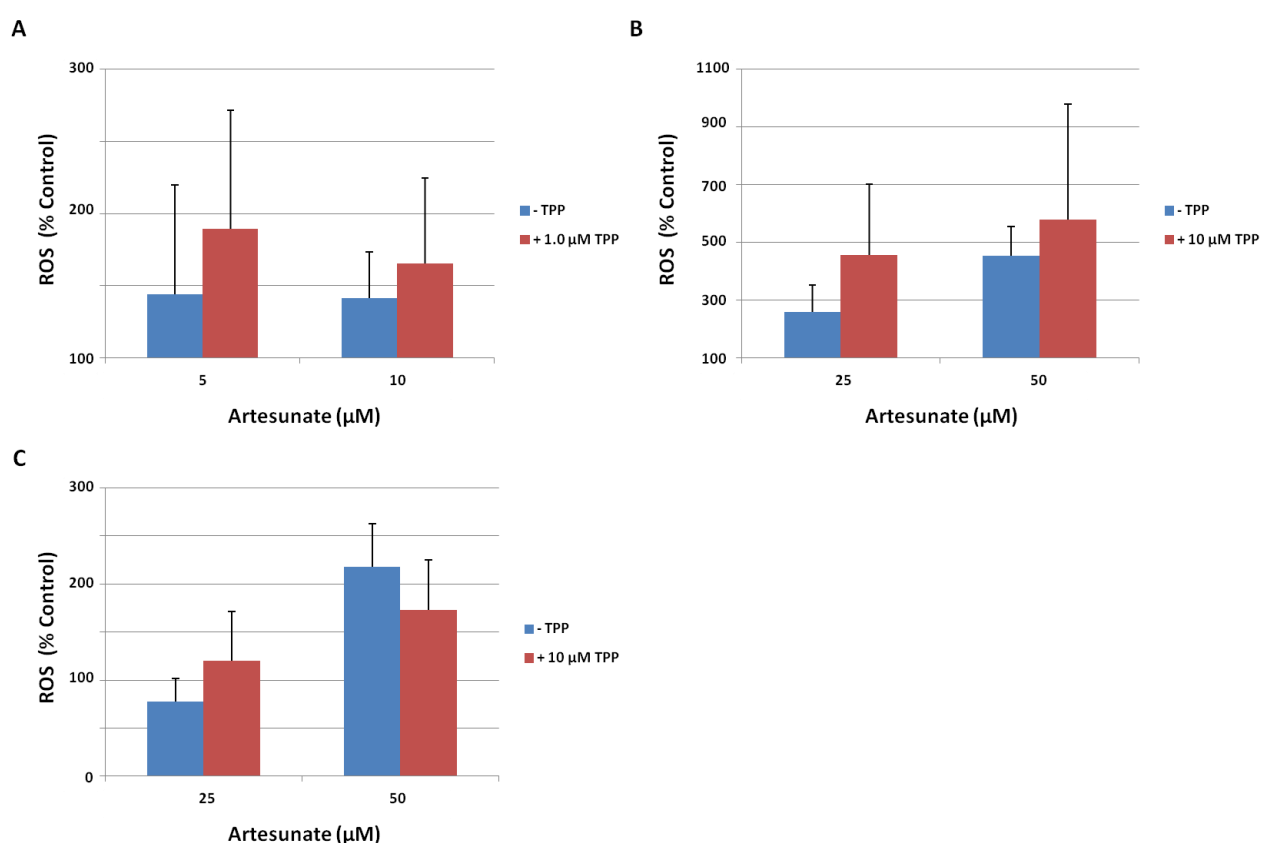 A
ROS (% Control)
300
200
100
5
10
Artesunate (µM)
- TPP
+ 1.0 µM TPP
B
ROS (% Control)
1100
900
700
500
300
100
25
50
Artesunate (µM)
- TPP
+ 10 µM TPP
C
ROS (% Control)
300
200
100
0
25
50
Artesunate (µM)
- TPP
+ 10 µM TPP